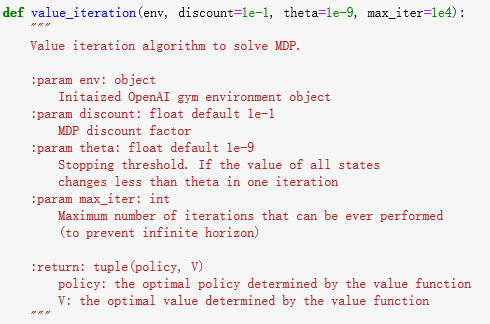 def value_iteration(env, discount=1e-1, theta=1e-9, max_iter=1e4):
    """
    Value iteration algorithm to solve MDP.

    :param env: object
        Initaized OpenAI gym environment object
    :param discount: float default 1e-1
        MDP discount factor
    :param theta: float default 1e-9
        Stopping threshold. If the value of all states
        changes less than theta in one iteration
    :param max_iter: int
        Maximum number of iterations that can be ever performed
        (to prevent infinite horizon)

    :return: tuple(policy, V)
        policy: the optimal policy determined by the value function
        V: the optimal value determined by the value function
    """